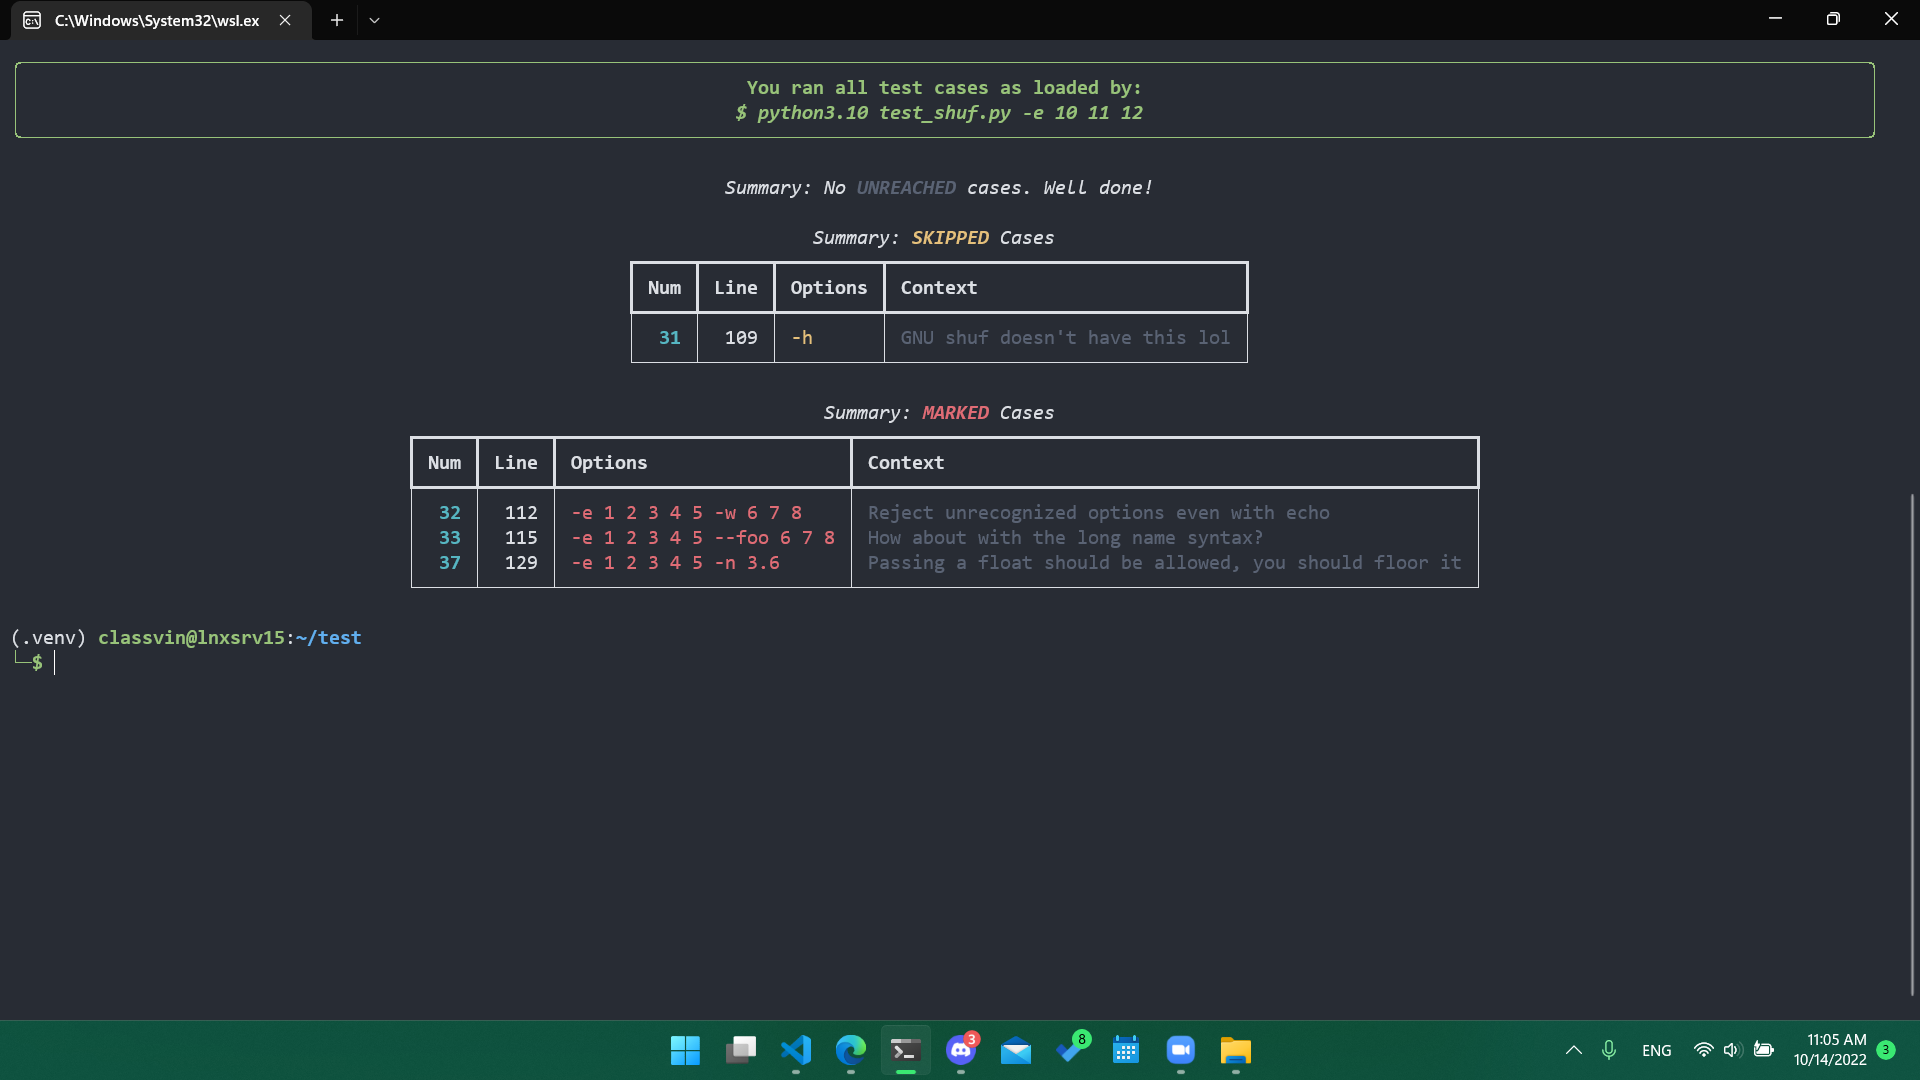 C:\Windows\System32\wsl.ex
You ran all test cases as loaded by:
$ python3.10 test_shuf.py -e 10 11 12
Summary: No UNREACHED cases. Well done!
Summary: SKIPPED Cases
Num Line Options Context
31 109 -h GNU shuf doesn't have this lol
Summary: MARKED Cases
Num Line Options Context
32 112 -e 1 2 3 4 5 -w 6 7 8 Reject unrecognized options even with echo
33 115 -e 1 2 3 4 5 --foo 6 7 8 How about with the long name syntax?
37 129 -e 1 2 3 4 5 -n 3.6 Passing a float should be allowed, you should floor it
(.venv) classvin@lnxsrv15:~/test
└─$
3
8
ENG
11:05 AM
10/14/2022
3